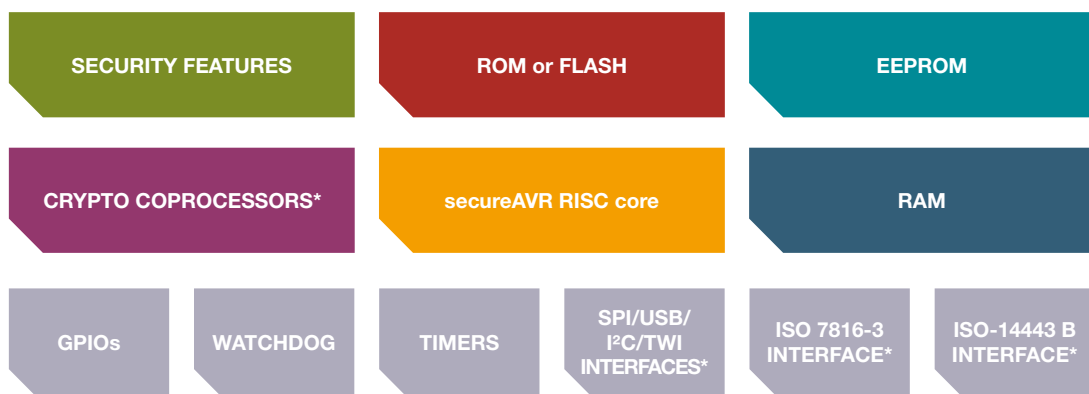 SECURITY FEATURES
ROM or FLASH
EEPROM
CRYPTO COPROCESSORS*
secureAVR RISC core
RAM
GPIOs
WATCHDOG
TIMERS
SPI/USB/
I²C/TWI
INTERFACES*
ISO 7816-3
INTERFACE*
ISO-14443 B
INTERFACE*